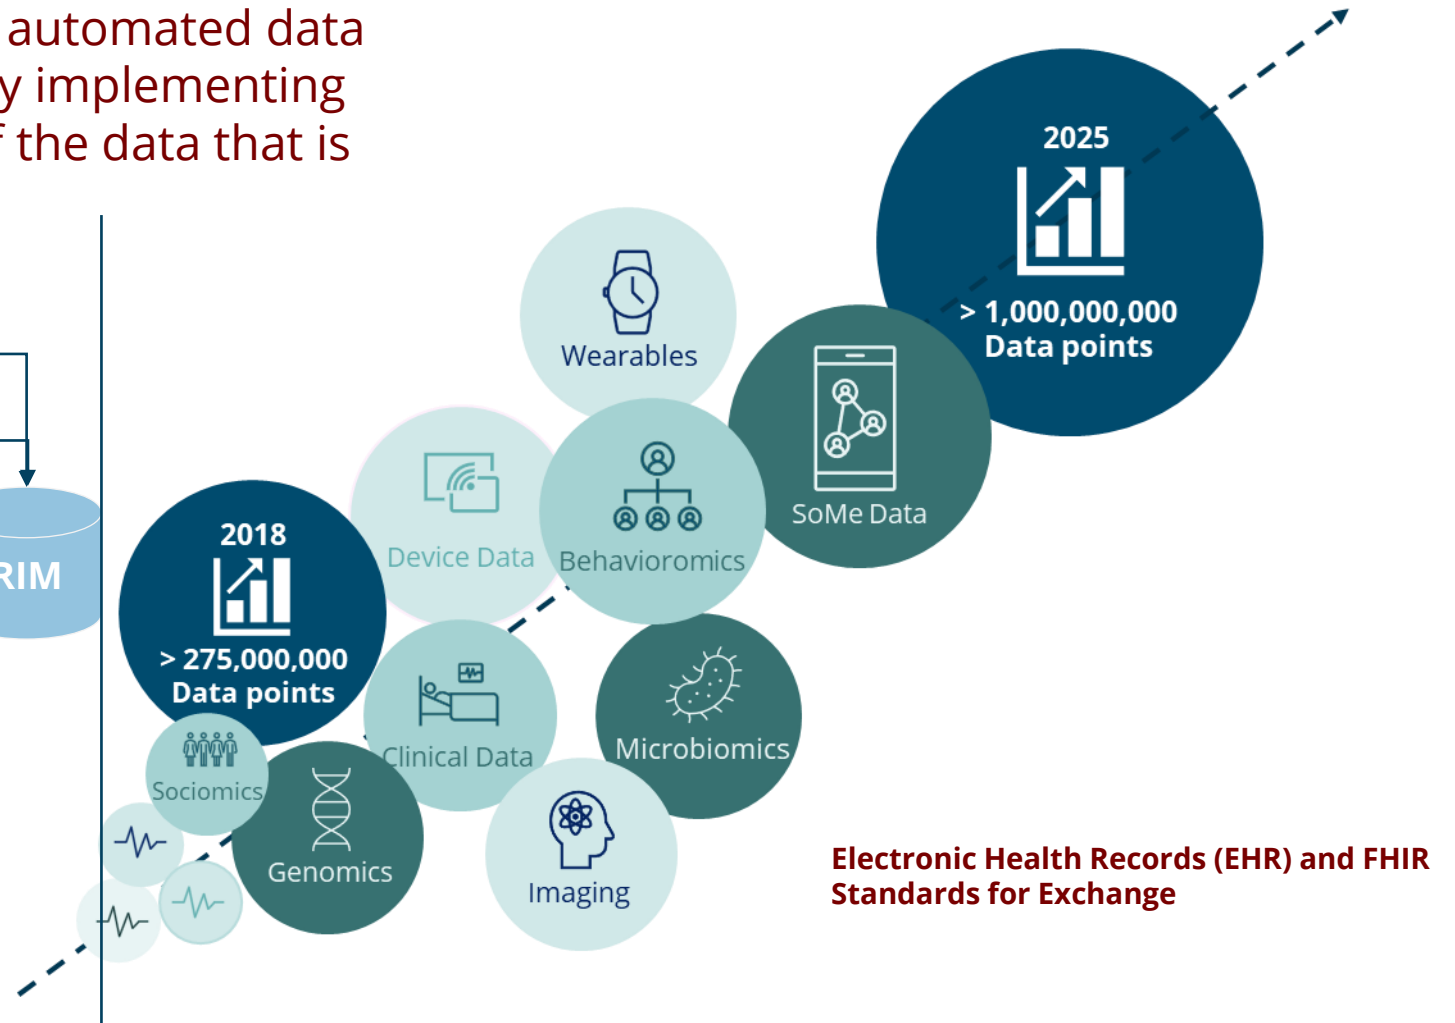 automated data
y implementing
f the data that is
2025
> 1,000,000,000
Data points
Wearables
SoMe Data
Device Data
Behavioromics
2018
> 275,000,000
Data points
RIM
Clinical Data
Microbiomics
Sociomics
Genomics
Imaging
Electronic Health Records (EHR) and FHIR
Standards for Exchange